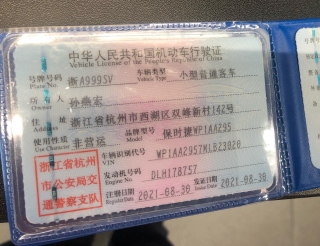 中华人民共和国机动车行驶证
Vehicle License of the People's Republic of China
号牌号码 浙A999SV 车辆类型 小型普通客车
Plate No. Vehicle Type
所有人 孙燕宏
Owner
住址 浙江省杭州市西湖区双峰新村142号
使用性质 非营运 品牌型号 保时捷WP1AA295
Use Character Model
浙江省杭州市公安局交通警察支队
车辆识别代号 WP1AA2957MLB23020
VIN
发动机号码 DLH178757
Engine No.
注册日期 2021-08-30 发证日期 2021-08-30
Register Date Issue Date